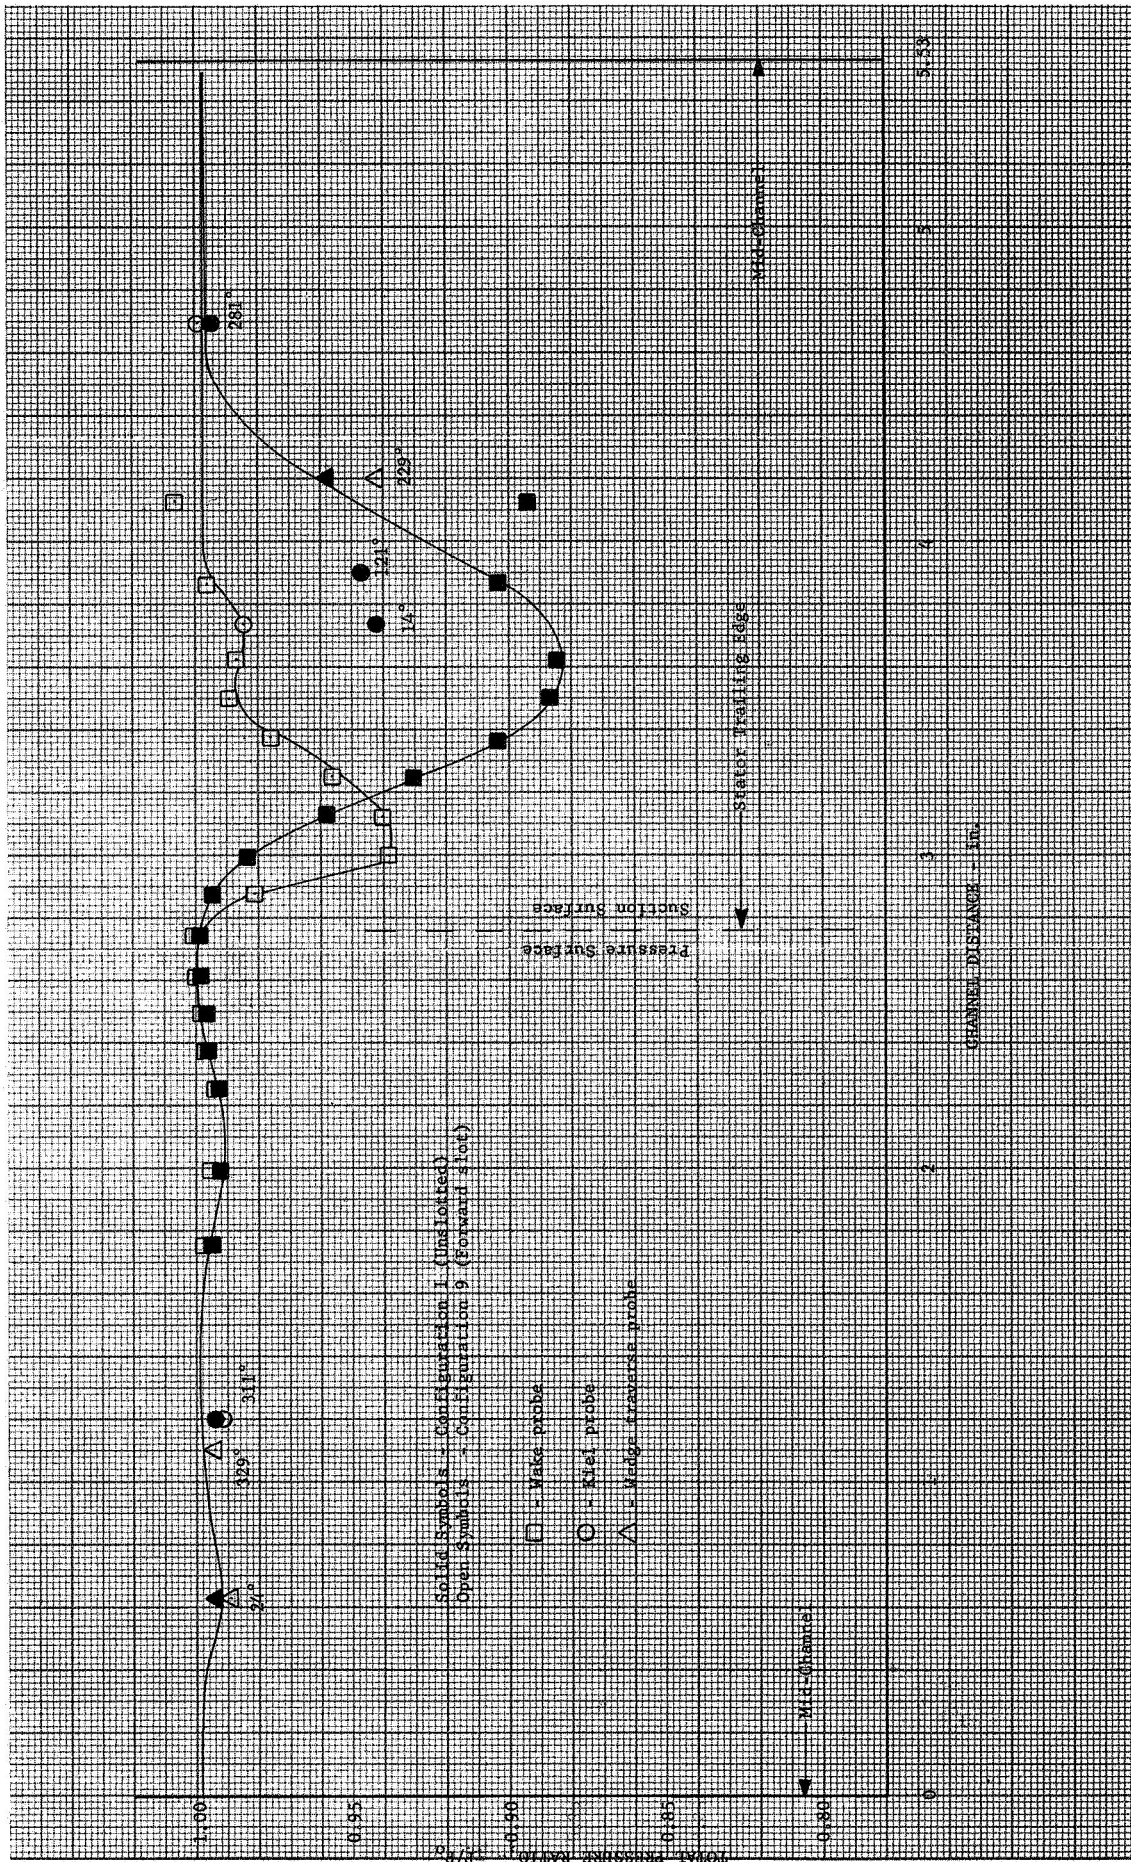 1.00
0.95
0.90
0.85
0.80
TOTAL PRESSURE RATIO
0
1
2
3
4
5
5.53
CHANNEL DISTANCE - in.
Mid-Channel
Mid-Channel
Stator Trailing Edge
Pressure Surface
Suction Surface
Solid Symbols - Configuration 1 (Unslotted)
Open Symbols - Configuration 9 (Forward slot)
□ - Wake probe
○ - Kiel probe
△ - Wedge traverse probe
329°
311°
14°
121°
229°
281°